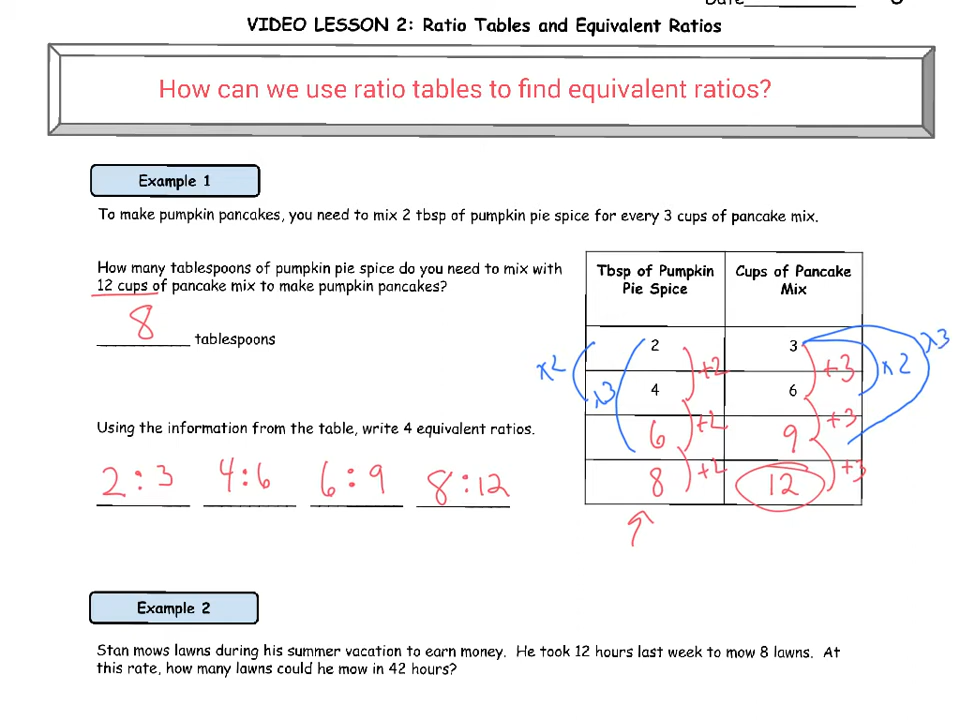 Date
VIDEO LESSON 2: Ratio Tables and Equivalent Ratios
How can we use ratio tables to find equivalent ratios?
Example 1
To make pumpkin pancakes, you need to mix 2 tbsp of pumpkin pie spice for every 3 cups of pancake mix.
How many tablespoons of pumpkin pie spice do you need to mix with
12 cups of pancake mix to make pumpkin pancakes?
8 tablespoons
Using the information from the table, write 4 equivalent ratios.
2:3 4:6 6:9 8:12
Tbsp of Pumpkin Pie Spice
Cups of Pancake Mix
2 3
4 6
6 9
8 12
x2 x3 +2 +3 x2 x3
+2 +3
+2 +3
Example 2
Stan mows lawns during his summer vacation to earn money. He took 12 hours last week to mow 8 lawns. At
this rate, how many lawns could he mow in 42 hours?